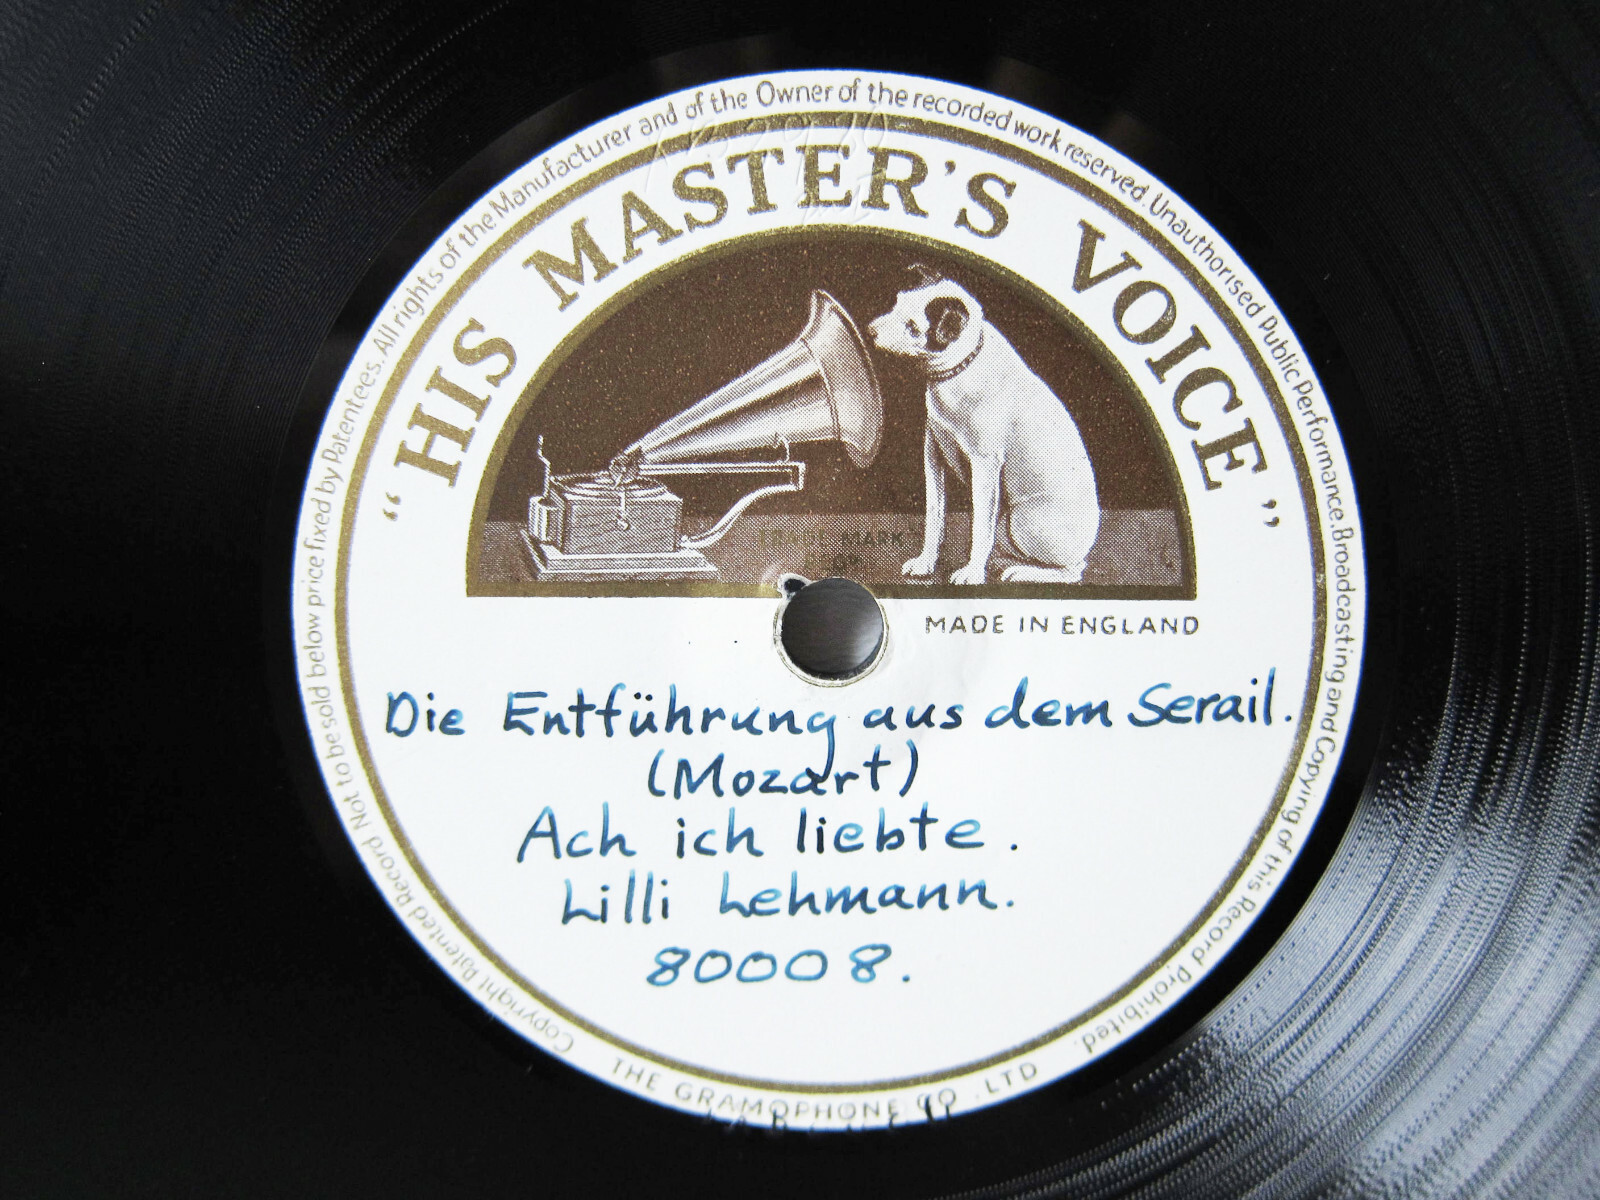 Copyright Patented Record Not to be sold below price fixed by Patentees. All rights of the Manufacturer and of the Owner of the recorded work reserved. Unauthorised Public Performance. Broadcasting and Copying of this Record Prohibited.
"HIS MASTER'S VOICE"
TRADE MARK
MADE IN ENGLAND
Die Entführung aus dem Serail.
(Mozart)
Ach ich liebte.
Lilli Lehmann.
80008.
THE GRAMOPHONE CO. LTD